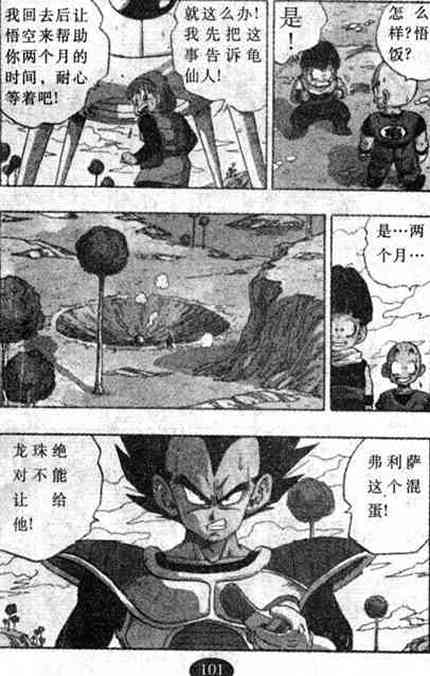 怎么
样?悟
饭?
是!
就这么办!
我先把这
事告诉龟
仙人!
我回去后让
悟空来帮助
你两个月的
时间,耐心
等着吧!
是…两
个月…
弗利萨
这个混
蛋!
龙珠绝
对不能
让给
他!
101